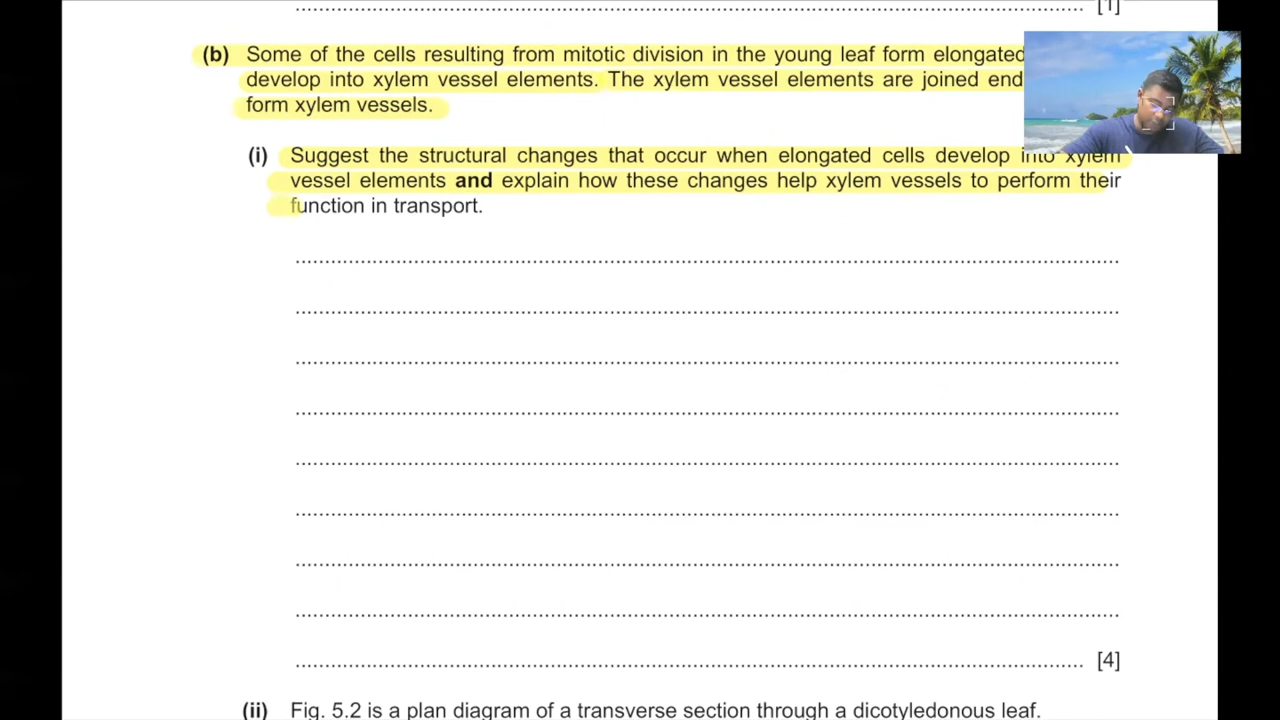 [1]
(b) Some of the cells resulting from mitotic division in the young leaf form elongated
develop into xylem vessel elements. The xylem vessel elements are joined end
form xylem vessels.
(i) Suggest the structural changes that occur when elongated cells develop into xylem
vessel elements and explain how these changes help xylem vessels to perform their
function in transport.
[4]
(ii) Fig. 5.2 is a plan diagram of a transverse section through a dicotyledonous leaf.